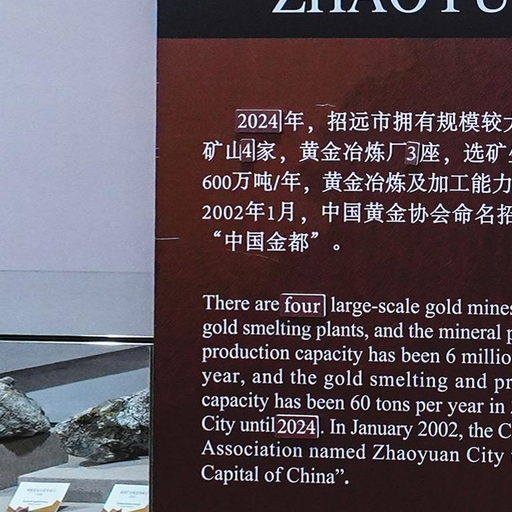 ZHAOYU
2024年，招远市拥有规模较大
矿山4家，黄金冶炼厂3座，选矿生
600万吨/年，黄金冶炼及加工能力
2002年1月，中国黄金协会命名招
“中国金都”。
There are four large-scale gold mines
gold smelting plants, and the mineral p
production capacity has been 6 millio
year, and the gold smelting and pr
capacity has been 60 tons per year in
City until 2024. In January 2002, the C
Association named Zhaoyuan City
Capital of China”.